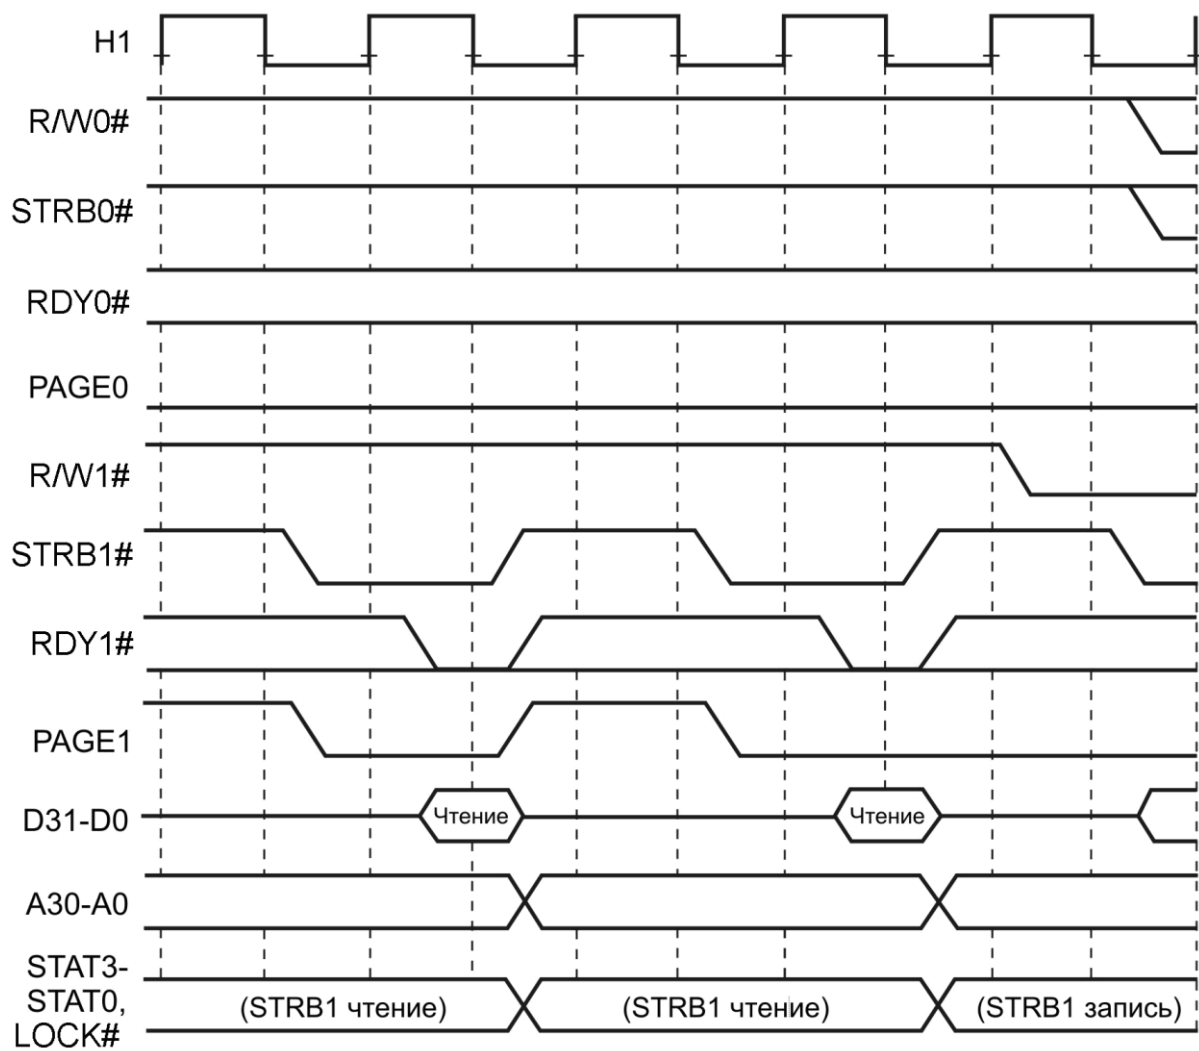 H1
R/W0#
STRB0#
RDY0#
PAGE0
R/W1#
STRB1#
RDY1#
PAGE1
D31-D0
Чтение
Чтение
A30-A0
STAT3-
STAT0,
LOCK#
(STRB1 чтение)
(STRB1 чтение)
(STRB1 запись)